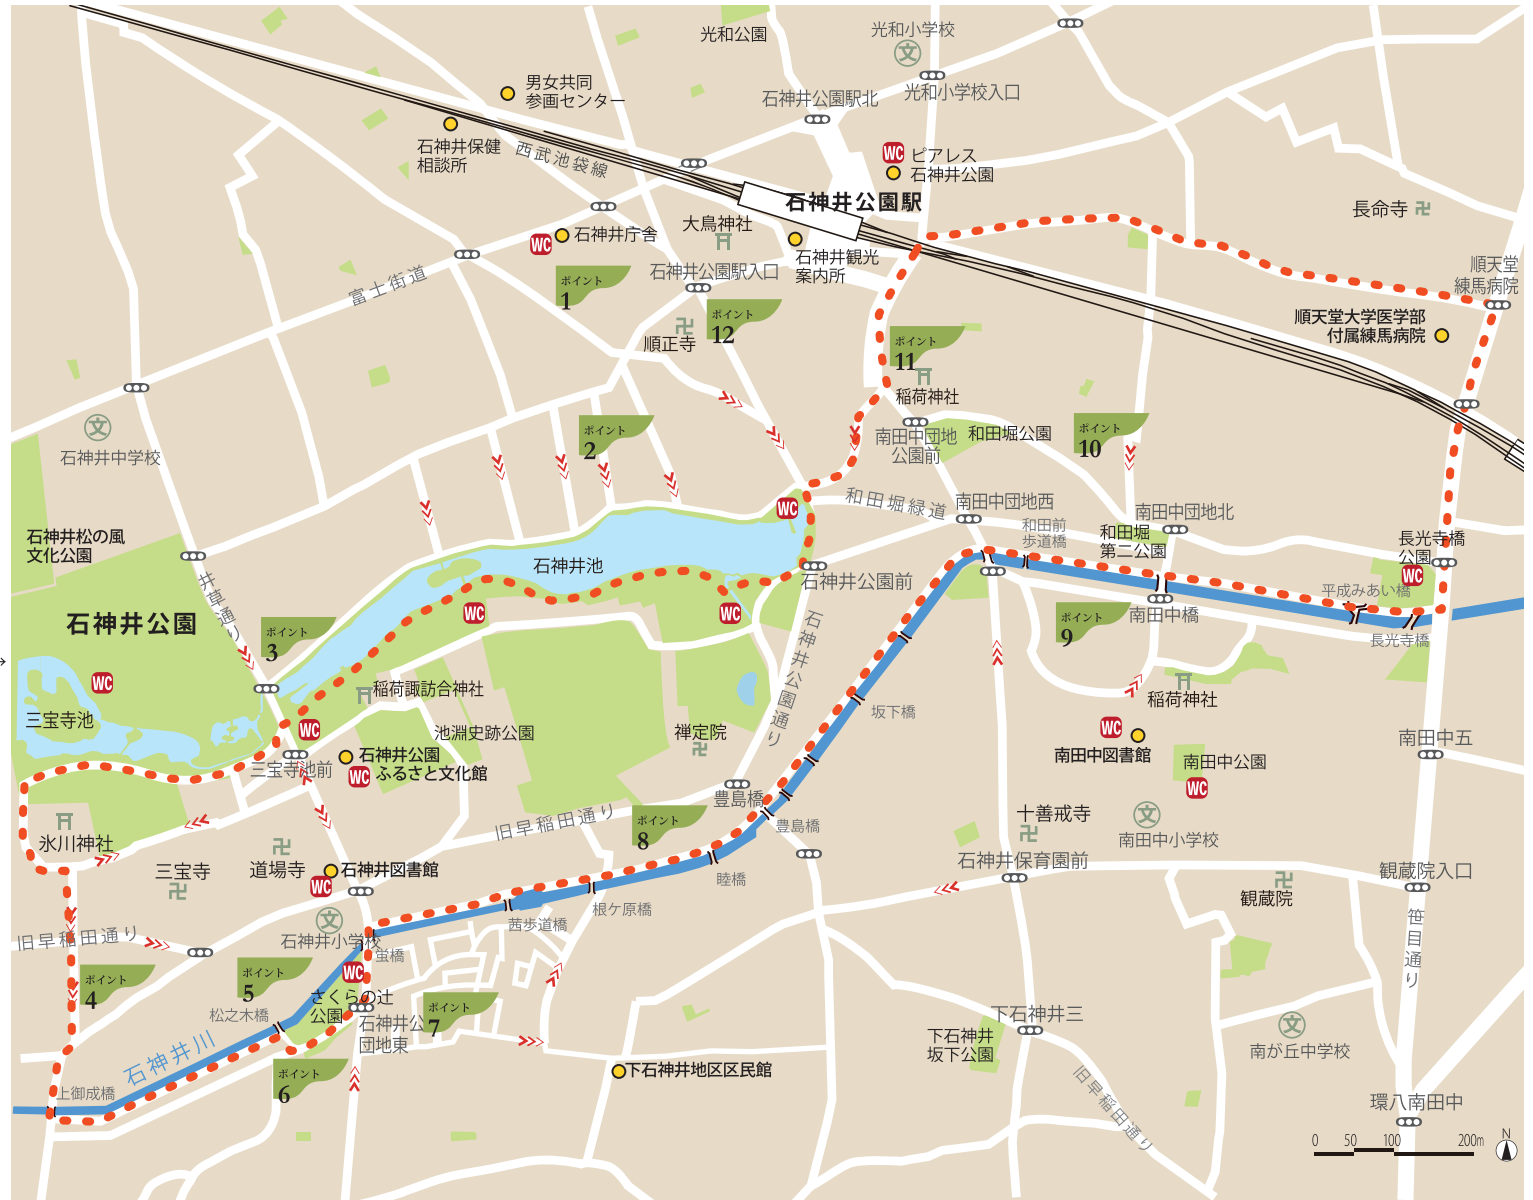 光和公園
光和小学校
文
光和小学校入口
男女共同
参画センター
石神井公園駅北
石神井保健
相談所
西武池袋線
WC
ピアレス
石神井公園
石神井公園駅
長命寺
大鳥神社
WC
石神井庁舎
石神井観光
案内所
石神井公園駅入口
富士街道
順天堂
練馬病院
ポイント
1
ポイント
12
順天堂大学医学部
付属練馬病院
順正寺
ポイント
11
稲荷神社
文
石神井中学校
ポイント
2
南田中団地
公園前
和田堀公園
ポイント
10
和田堀緑道
南田中団地西
南田中団地北
WC
和田前
歩道橋
和田堀
第二公園
長光寺橋
公園
WC
石神井松の風
文化公園
石神井池
石神井公園前
平成みあい橋
井草通り
石神井公園
ポイント
3
WC
WC
石神井公園通り
ポイント
9
南田中橋
長光寺橋
WC
稲荷諏訪合神社
稲荷神社
三宝寺池
WC
池淵史跡公園
禅定院
坂下橋
WC
南田中図書館
南田中五
三宝寺池前
石神井公園
ふるさと文化館
WC
南田中公園
WC
豊島橋
旧早稲田通り
ポイント
8
豊島橋
十善戒寺
文
南田中小学校
氷川神社
三宝寺
道場寺
石神井図書館
WC
睦橋
石神井保育園前
観蔵院入口
観蔵院
文
石神井小学校
根ケ原橋
茜歩道橋
笹目通り
旧早稲田通り
蛍橋
ポイント
4
ポイント
5
WC
さくらの辻
公園
ポイント
7
松之木橋
石神井公
団地東
下石神井三
下石神井
坂下公園
文
南が丘中学校
石神井川
ポイント
6
下石神井地区区民館
上御成橋
旧早稲田通り
環八南田中
0 50 100 200m
N